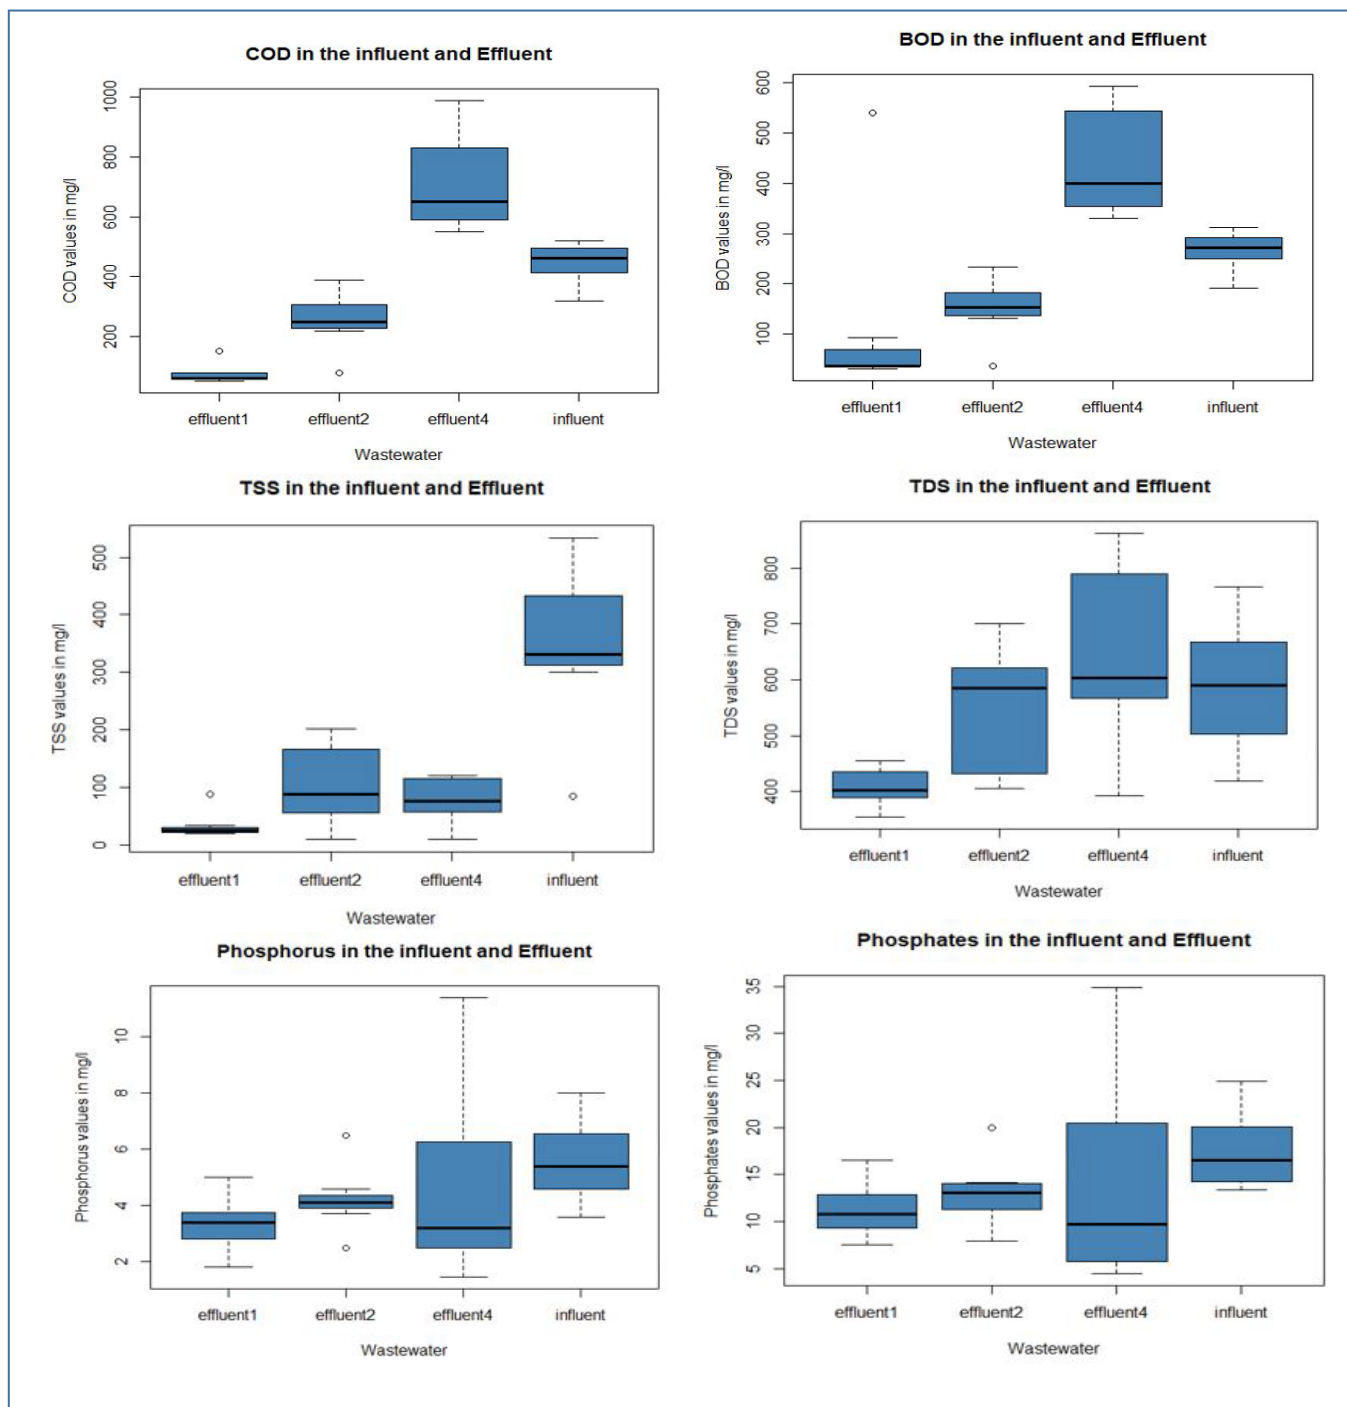 COD in the influent and Effluent
COD values in mg/l
1000
800
600
400
200
effluent1 effluent2 effluent4 influent
Wastewater
BOD in the influent and Effluent
BOD values in mg/l
600
500
400
300
200
100
effluent1 effluent2 effluent4 influent
Wastewater
TSS in the influent and Effluent
TSS values in mg/l
500
400
300
200
100
0
effluent1 effluent2 effluent4 influent
Wastewater
TDS in the influent and Effluent
TDS values in mg/l
800
700
600
500
400
effluent1 effluent2 effluent4 influent
Wastewater
Phosphorus in the influent and Effluent
Phosphorus values in mg/l
10
8
6
4
2
effluent1 effluent2 effluent4 influent
Wastewater
Phosphates in the influent and Effluent
Phosphates values in mg/l
35
30
25
20
15
10
5
effluent1 effluent2 effluent4 influent
Wastewater